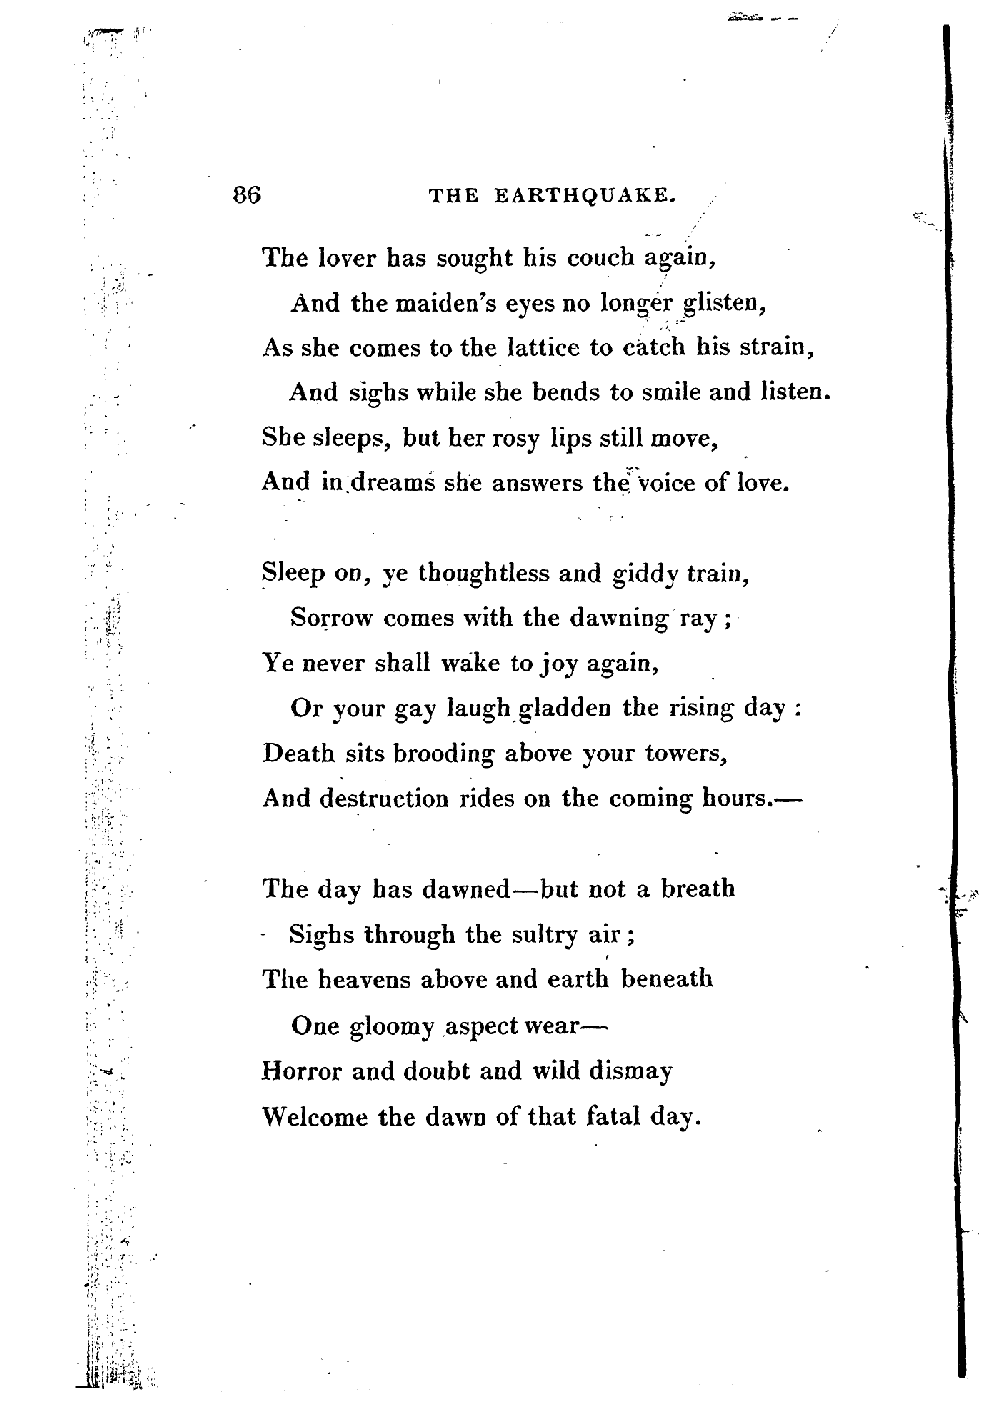 86 THE EARTHQUAKE.
The lover has sought his couch again,
And the maiden's eyes no longer glisten,
As she comes to the lattice to catch his strain,
And sighs while she bends to smile and listen.
She sleeps, but her rosy lips still move,
And in dreams she answers the voice of love.
Sleep on, ye thoughtless and giddy train,
Sorrow comes with the dawning ray;
Ye never shall wake to joy again,
Or your gay laugh gladden the rising day:
Death sits brooding above your towers,
And destruction rides on the coming hours.—
The day has dawned—but not a breath
Sighs through the sultry air;
The heavens above and earth beneath
One gloomy aspect wear—
Horror and doubt and wild dismay
Welcome the dawn of that fatal day.